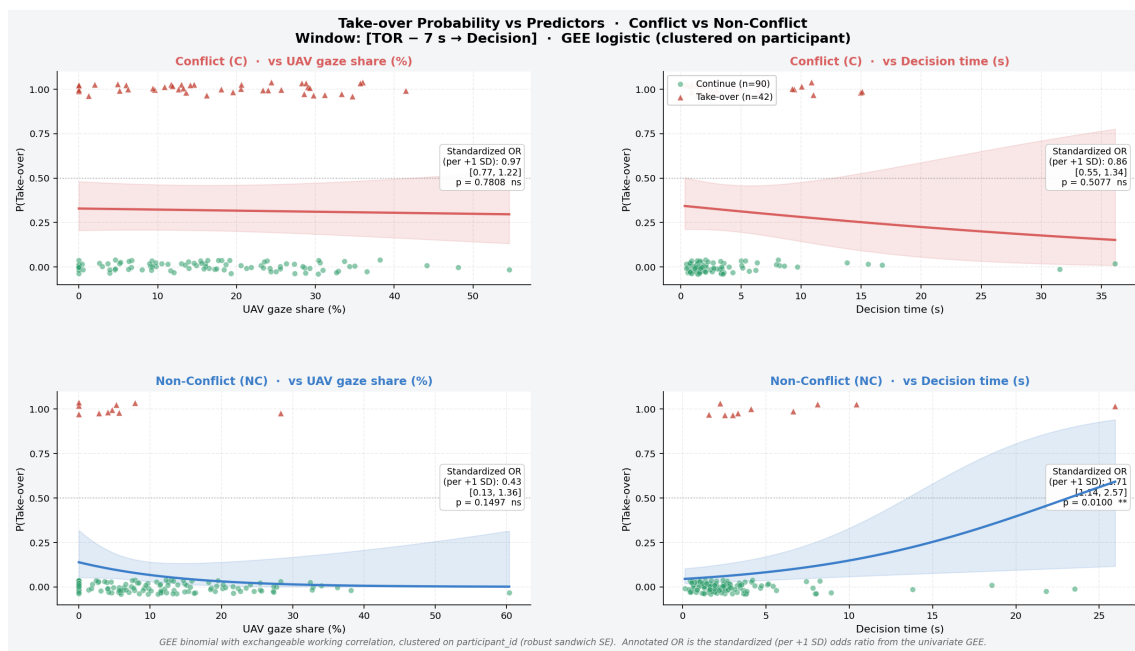 Take-over Probability vs Predictors · Conflict vs Non-Conflict
Window: [TOR − 7 s → Decision] · GEE logistic (clustered on participant)
Conflict (C) · vs UAV gaze share (%)
P(Take-over)
1.00
0.75
0.50
0.25
0.00
Standardized OR
(per +1 SD): 0.97
[0.77, 1.22]
p = 0.7808 ns
0
10
20
30
40
50
UAV gaze share (%)
Conflict (C) · vs Decision time (s)
P(Take-over)
1.00
0.75
0.50
0.25
0.00
Continue (n=90)
Take-over (n=42)
Standardized OR
(per +1 SD): 0.86
[0.55, 1.34]
p = 0.5077 ns
0
5
10
15
20
25
30
35
Decision time (s)
Non-Conflict (NC) · vs UAV gaze share (%)
P(Take-over)
1.00
0.75
0.50
0.25
0.00
Standardized OR
(per +1 SD): 0.43
[0.13, 1.36]
p = 0.1497 ns
0
10
20
30
40
50
60
UAV gaze share (%)
Non-Conflict (NC) · vs Decision time (s)
P(Take-over)
1.00
0.75
0.50
0.25
0.00
Standardized OR
(per +1 SD): 1.71
[1.14, 2.57]
p = 0.0100 **
0
5
10
15
20
25
Decision time (s)
GEE binomial with exchangeable working correlation, clustered on participant_id (robust sandwich SE). Annotated OR is the standardized (per +1 SD) odds ratio from the univariate GEE.